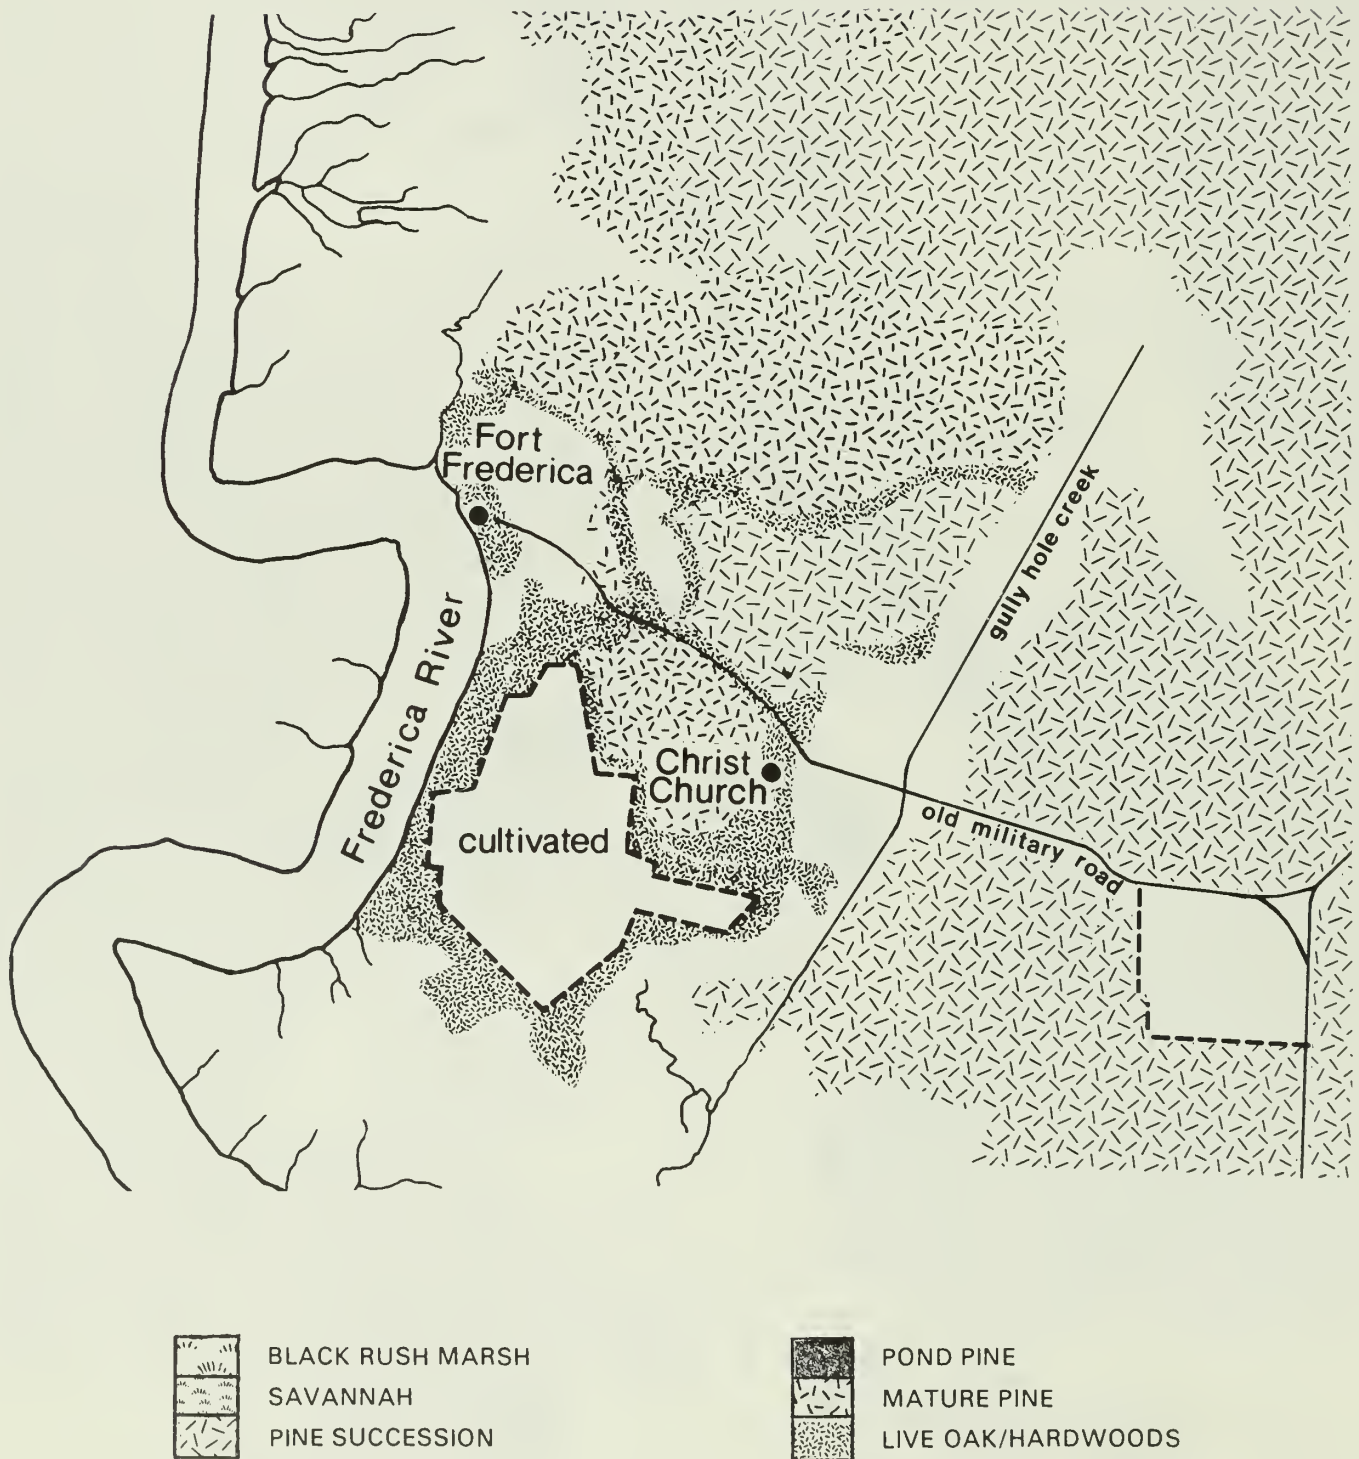 Fort
Frederica
Frederica River
gully hole creek
Christ
Church
cultivated
old military road
BLACK RUSH MARSH
SAVANNAH
PINE SUCCESSION
POND PINE
MATURE PINE
LIVE OAK/HARDWOODS